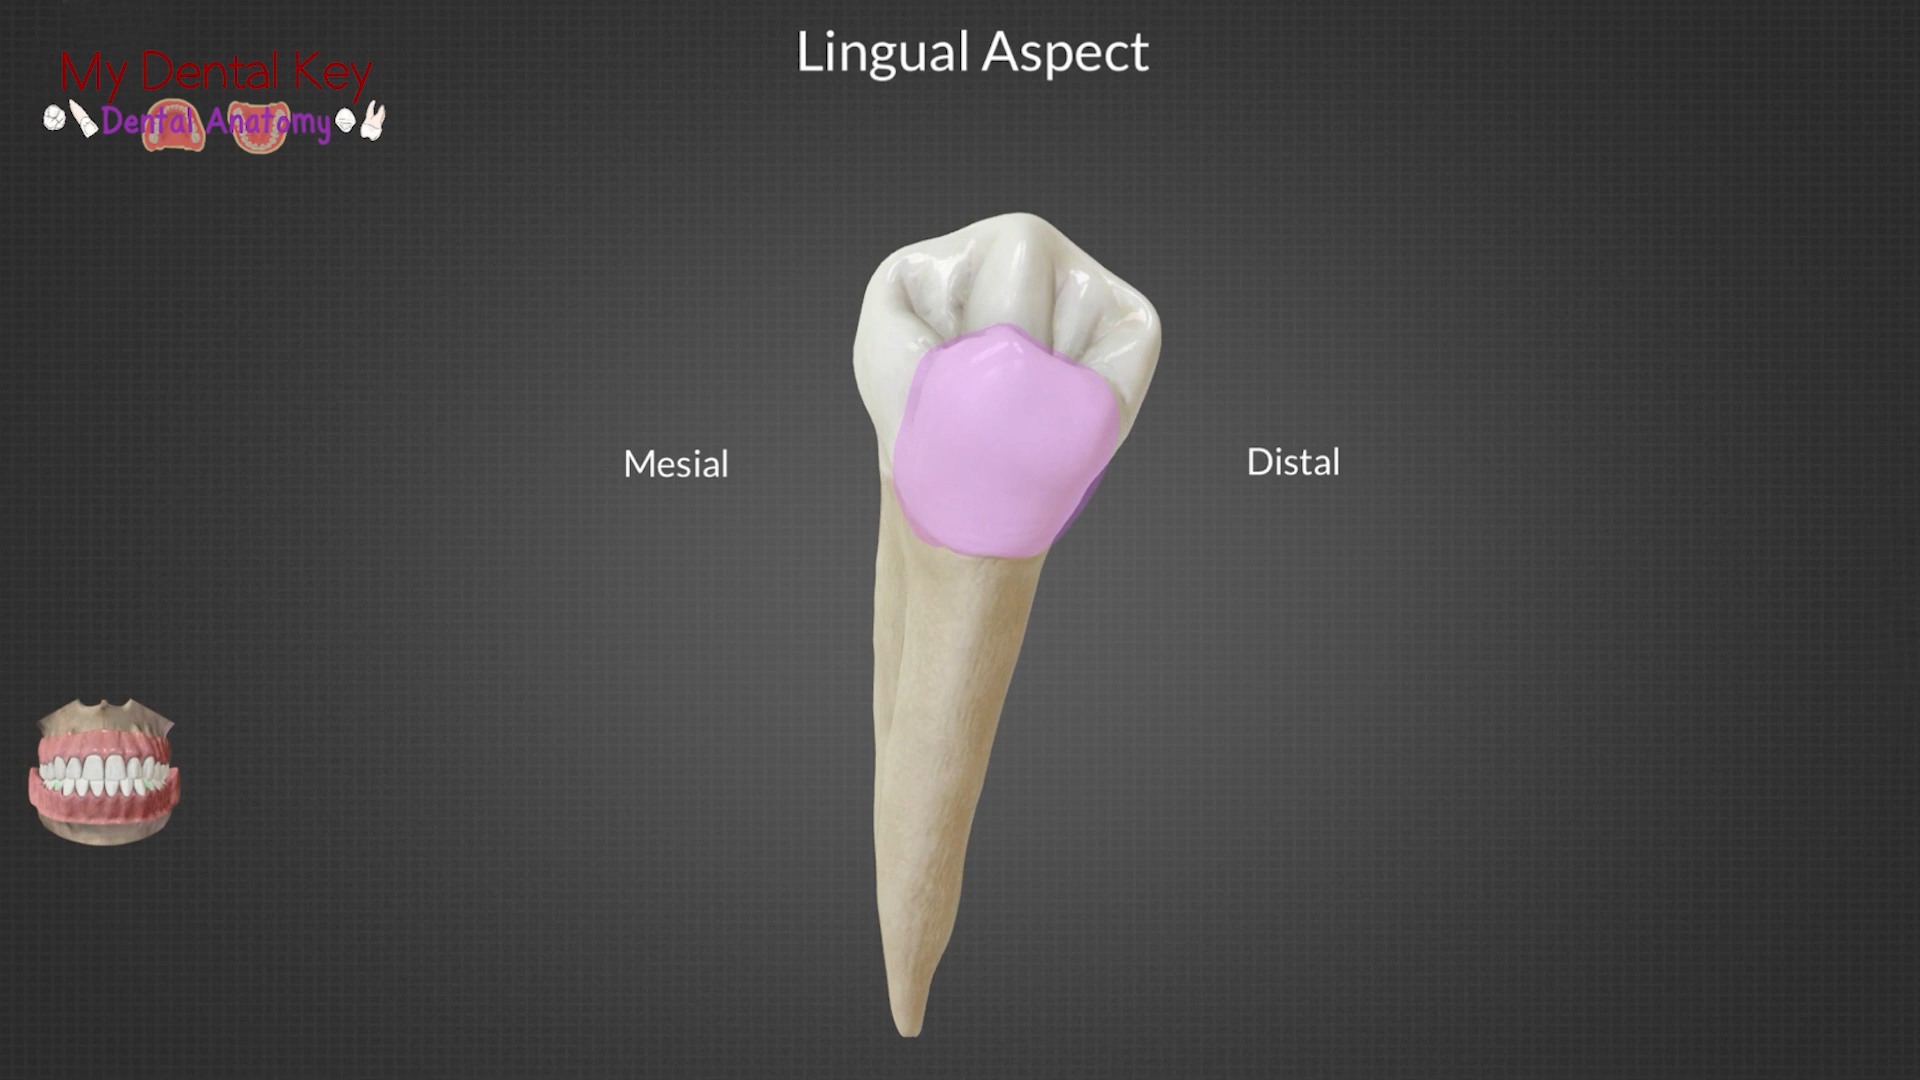 Lingual Aspect
My Dental Key
Dental Anatomy
Mesial
Distal